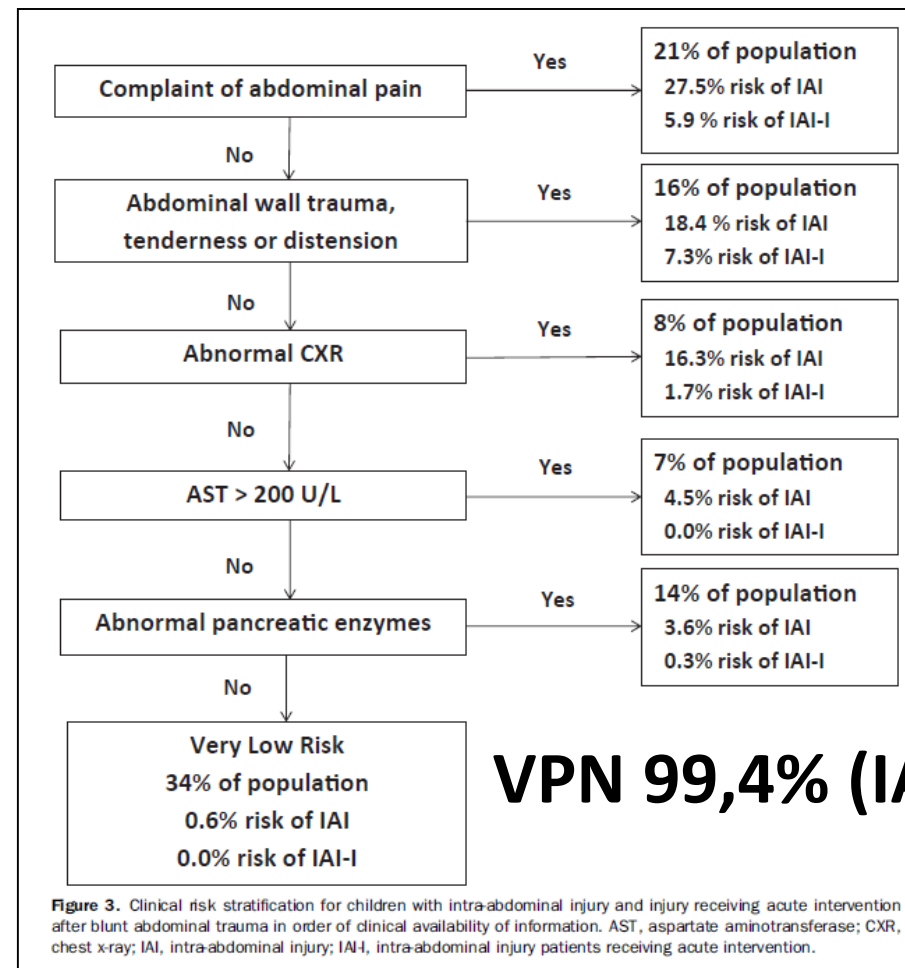 Complaint of abdominal pain
Yes
21% of population
27.5% risk of IAI
5.9 % risk of IAI-I
No
Abdominal wall trauma,
tenderness or distension
Yes
16% of population
18.4 % risk of IAI
7.3% risk of IAI-I
No
Abnormal CXR
Yes
8% of population
16.3% risk of IAI
1.7% risk of IAI-I
No
AST > 200 U/L
Yes
7% of population
4.5% risk of IAI
0.0% risk of IAI-I
No
Abnormal pancreatic enzymes
Yes
14% of population
3.6% risk of IAI
0.3% risk of IAI-I
No
Very Low Risk
34% of population
0.6% risk of IAI
0.0% risk of IAI-I
VPN 99,4% (IA
Figure 3. Clinical risk stratification for children with intra-abdominal injury and injury receiving acute intervention
after blunt abdominal trauma in order of clinical availability of information. AST, aspartate aminotransferase; CXR,
chest x-ray; IAI, intra-abdominal injury; IAI-I, intra-abdominal injury patients receiving acute intervention.